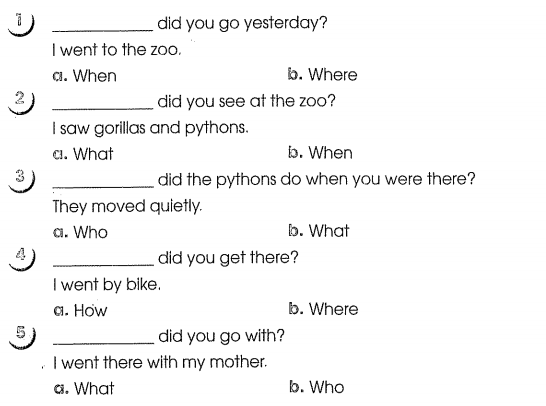 1 __________ did you go yesterday?
I went to the zoo.
a. When b. Where
2 __________ did you see at the zoo?
I saw gorillas and pythons.
a. What b. When
3 __________ did the pythons do when you were there?
They moved quietly.
a. Who b. What
4 __________ did you get there?
I went by bike.
a. How b. Where
5 __________ did you go with?
I went there with my mother.
a. What b. Who